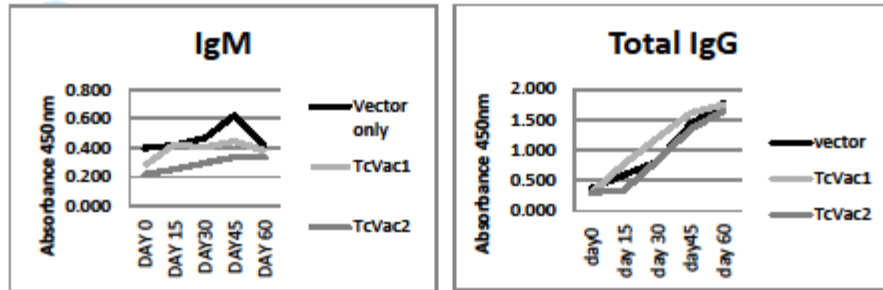 IgM
Absorbance 450nm
0.800
0.600
0.400
0.200
0.000
DAY 0
DAY 15
DAY30
DAY45
DAY 60
Vector
only
TcVac1
TcVac2
Total IgG
Absorbance 450nm
2.000
1.500
1.000
0.500
0.000
day0
day 15
day 30
day45
day 60
vector
TcVac1
TcVac2